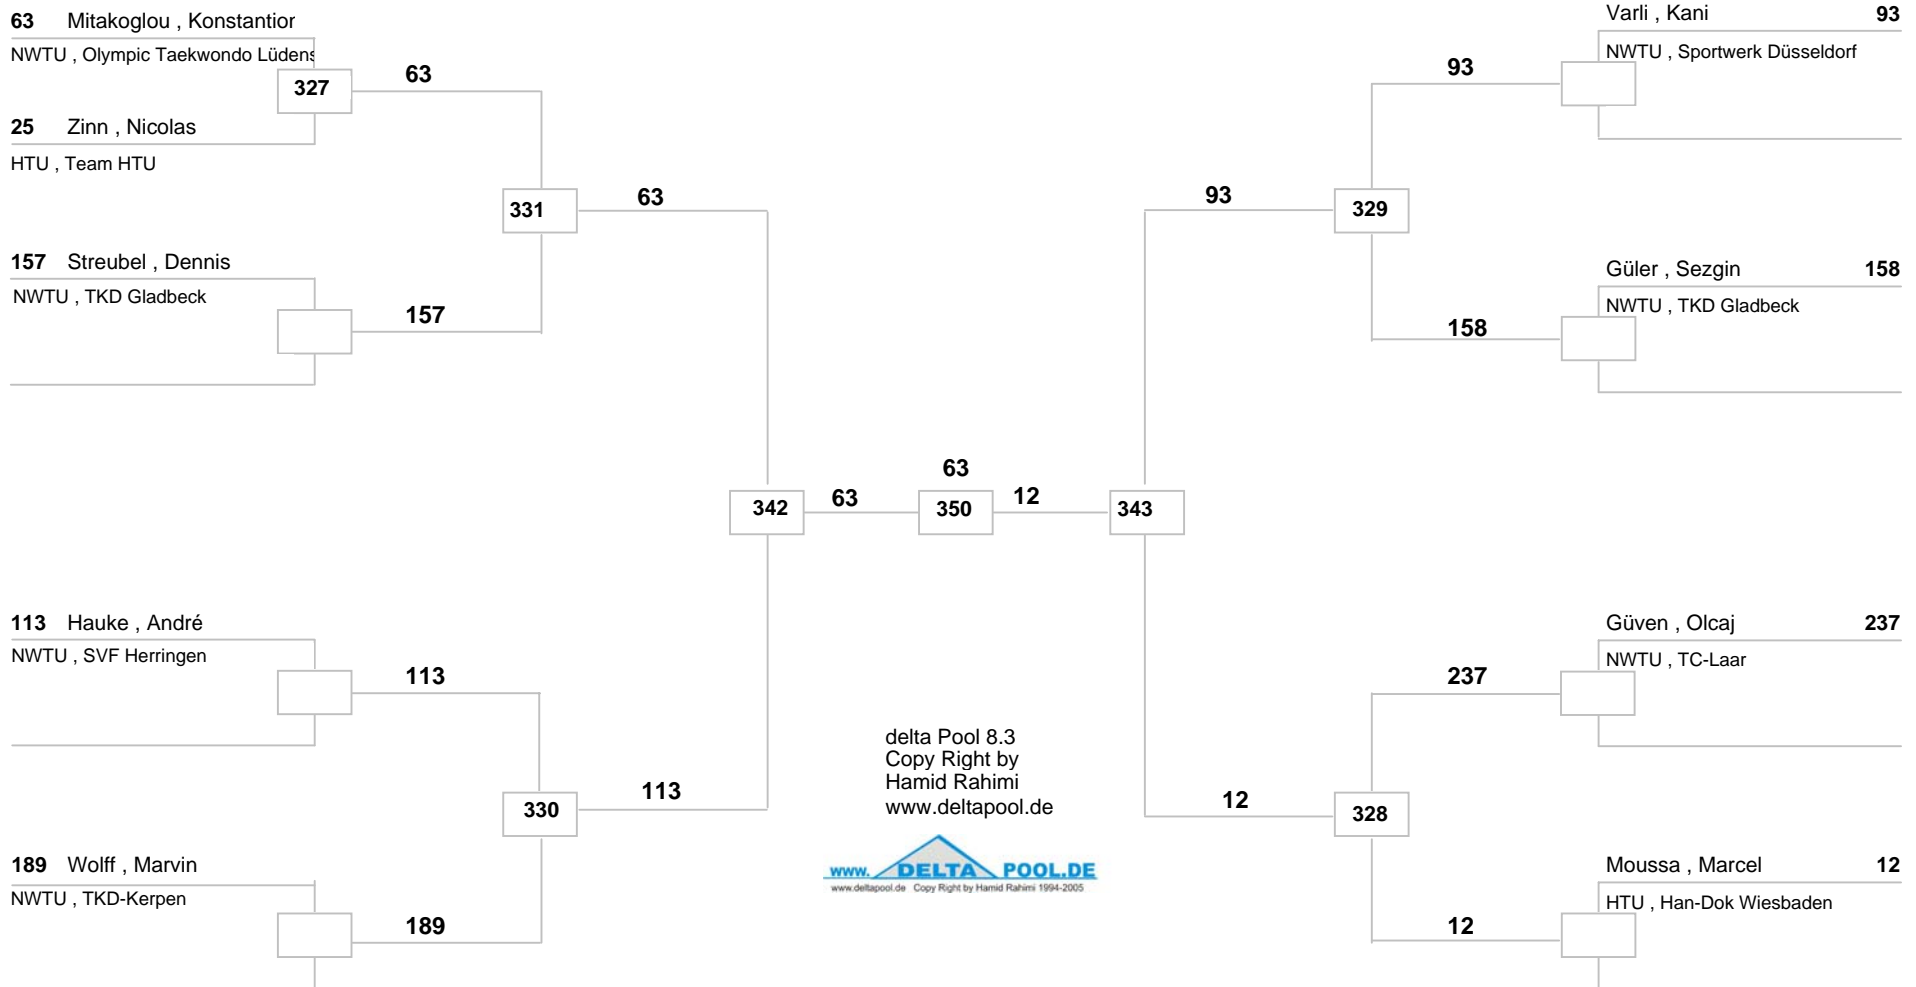 63 Mitakoglou , Konstantior
NWTU , Olympic Taekwondo Lüdens
327
63
25 Zinn , Nicolas
HTU , Team HTU
331
63
157 Streubel , Dennis
NWTU , TKD Gladbeck
157
342
63
63
350
12
343
113 Hauke , André
NWTU , SVF Herringen
113
330
113
189 Wolff , Marvin
NWTU , TKD-Kerpen
189
Varli , Kani 93
NWTU , Sportwerk Düsseldorf
93
93
329
Güler , Sezgin 158
NWTU , TKD Gladbeck
158
Güven , Olcaj 237
NWTU , TC-Laar
237
12
328
Moussa , Marcel 12
HTU , Han-Dok Wiesbaden
12
delta Pool 8.3
Copy Right by
Hamid Rahimi
www.deltapool.de
www. DELTA POOL.DE
www.deltapool.de Copy Right by Hamid Rahimi 1994-2005